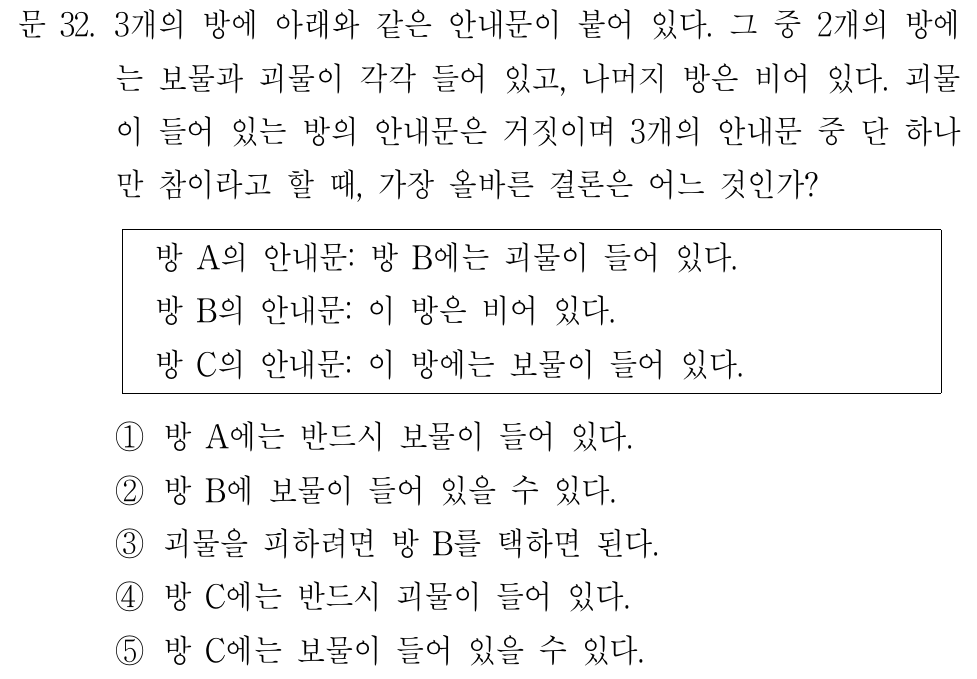 문 32. 3개의 방에 아래와 같은 안내문이 붙어 있다. 그 중 2개의 방에
는 보물과 괴물이 각각 들어 있고, 나머지 방은 비어 있다. 괴물
이 들어 있는 방의 안내문은 거짓이며 3개의 안내문 중 단 하나
만 참이라고 할 때, 가장 올바른 결론은 어느 것인가?
방 A의 안내문: 방 B에는 괴물이 들어 있다.
방 B의 안내문: 이 방은 비어 있다.
방 C의 안내문: 이 방에는 보물이 들어 있다.
① 방 A에는 반드시 보물이 들어 있다.
② 방 B에 보물이 들어 있을 수 있다.
③ 괴물을 피하려면 방 B를 택하면 된다.
④ 방 C에는 반드시 괴물이 들어 있다.
⑤ 방 C에는 보물이 들어 있을 수 있다.